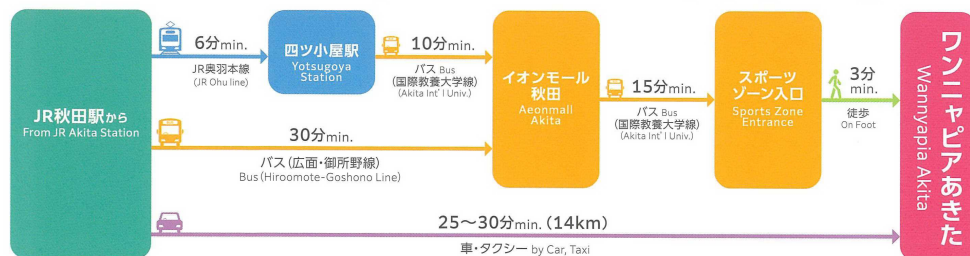 JR秋田駅から
From JR Akita Station
6分min.
JR奥羽本線
(JR Ohu line)
四ツ小屋駅
Yotsugoya
Station
10分min.
バス Bus
(国際教養大学線)
(Akita Int'l Univ.)
30分min.
バス(広面・御所野線)
Bus(Hiroomote-Goshono Line)
イオンモール
秋田
Aeonmall
Akita
15分min.
バス Bus
(国際教養大学線)
(Akita Int'l Univ.)
スポーツ
ゾーン入口
Sports Zone
Entrance
3分
min.
徒歩
On Foot
25〜30分min. (14km)
車・タクシー by Car, Taxi
ワンニャピアあきた
Wannyapia Akita